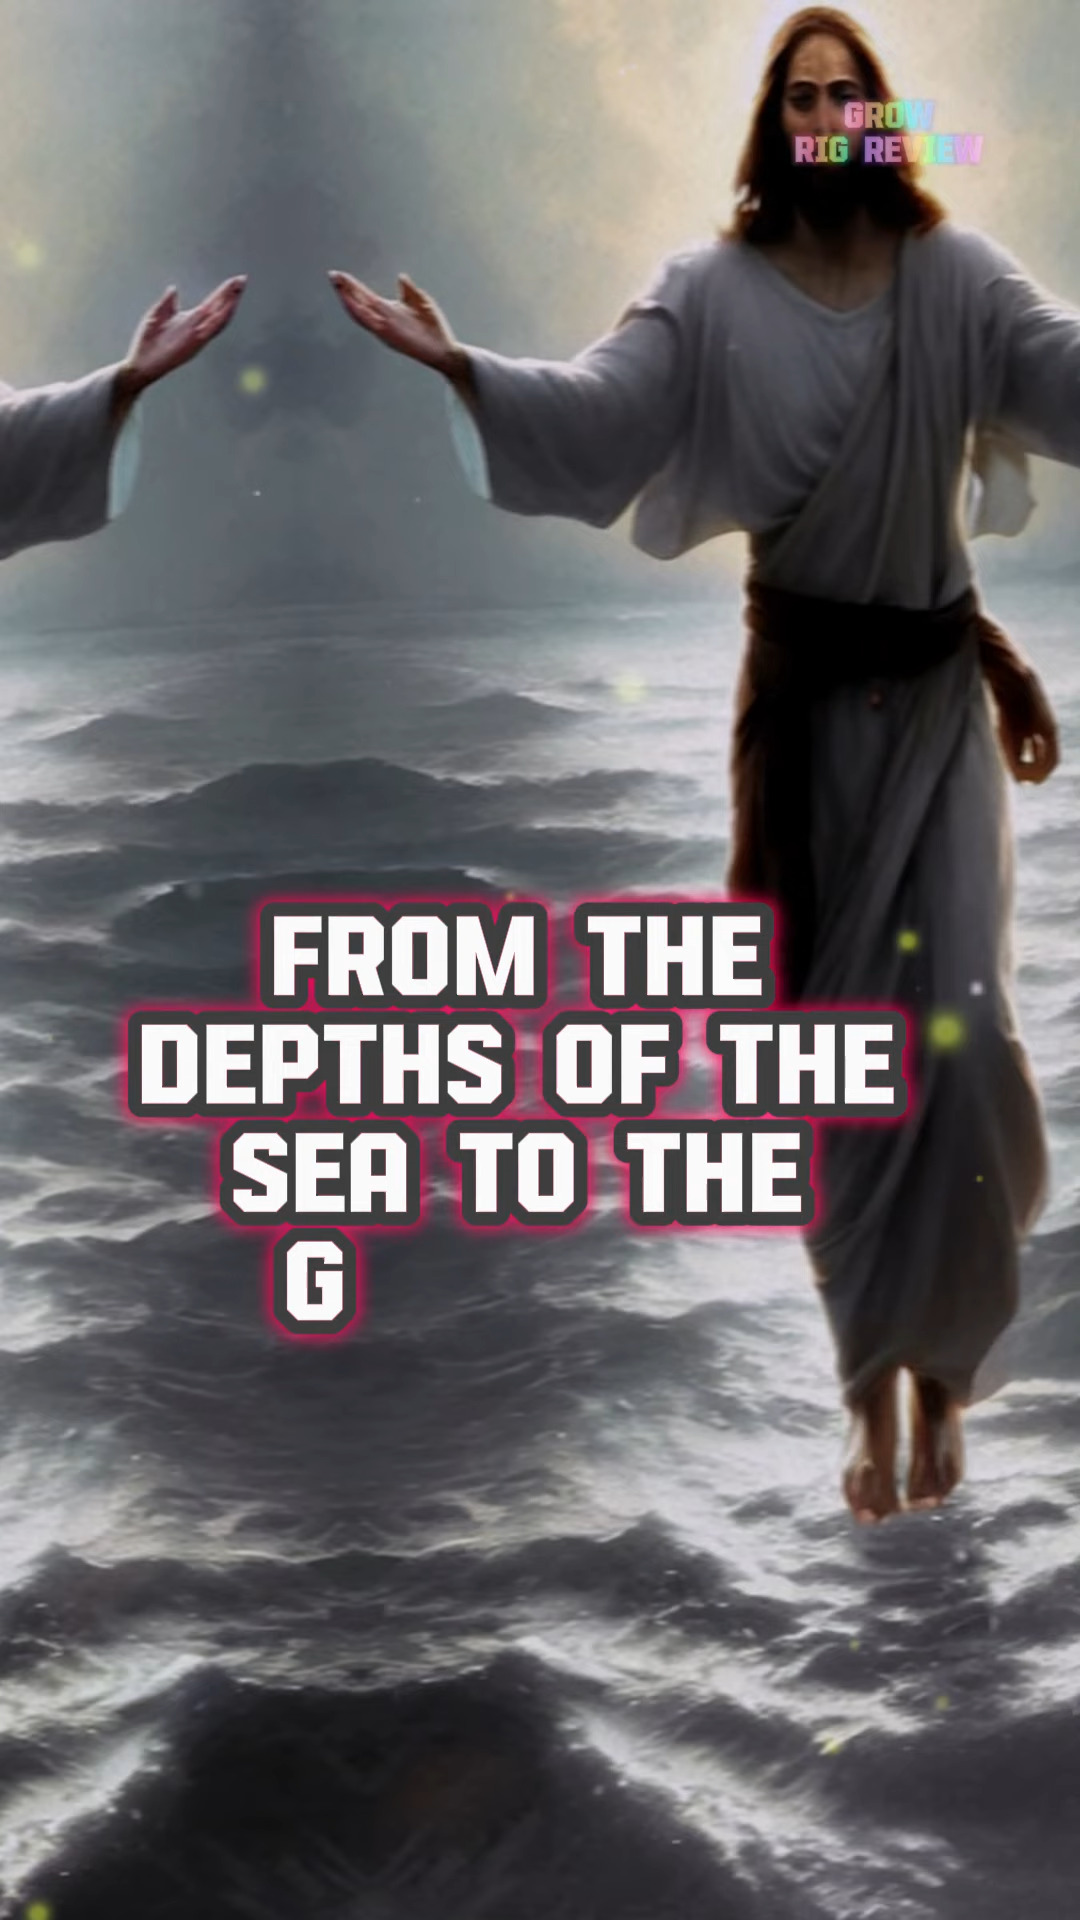 GROW
RIG REVIEW
FROM THE
DEPTHS OF THE
SEA TO THE
G